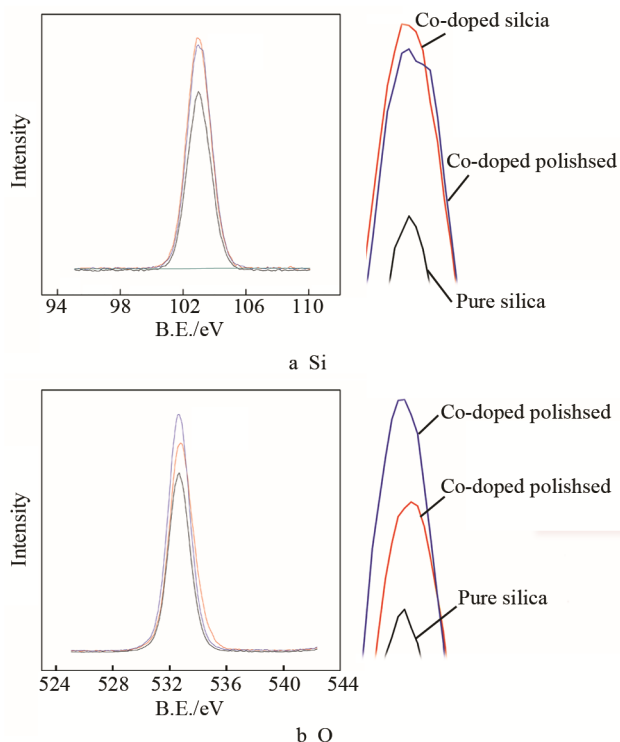 Co-doped silcia
Intensity
Co-doped polishsed
Pure silica
94 98 102 106 110
B.E./eV
a Si
Co-doped polishsed
Co-doped polishsed
Intensity
Pure silica
524 528 532 536 540 544
B.E./eV
b O